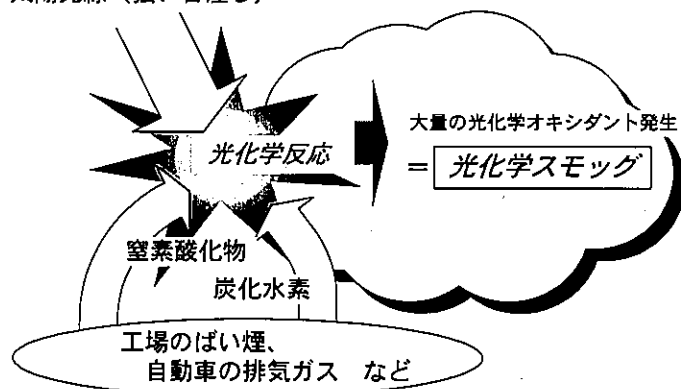 光化学反応
大量の光化学オキシダント発生
=光化学スモッグ
窒素酸化物
炭化水素
工場のばい煙、
自動車の排気ガス　など